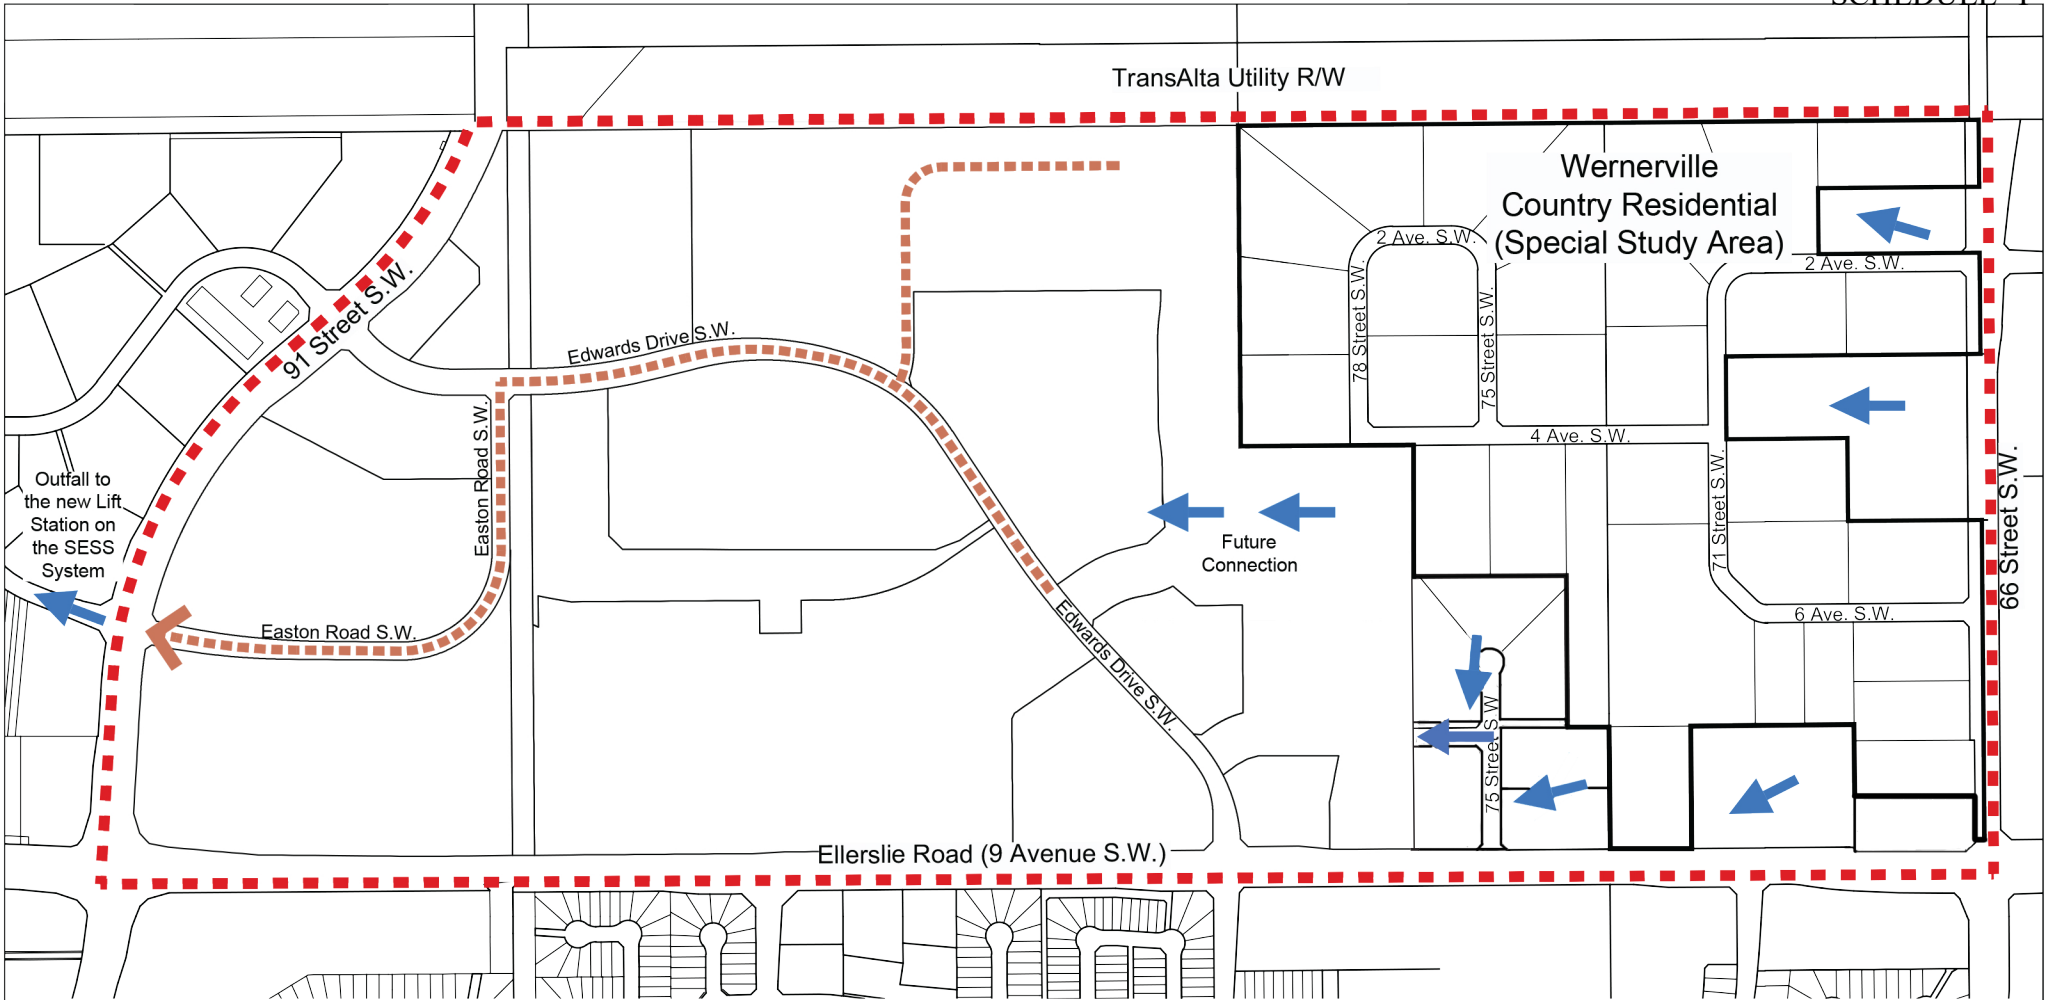 TransAlta Utility R/W
Wernerville
Country Residential
(Special Study Area)
2 Ave. S.W.
2 Ave. S.W.
78 Street S.W.
75 Street S.W.
91 Street S.W.
Edwards Drive S.W.
Easton Road S.W.
4 Ave. S.W.
71 Street S.W.
66 Street S.W.
Outfall to
the new Lift
Station on
the SESS
System
Future
Connection
Easton Road S.W.
Edwards Drive S.W.
6 Ave. S.W.
75 Street S.W
Ellerslie Road (9 Avenue S.W.)